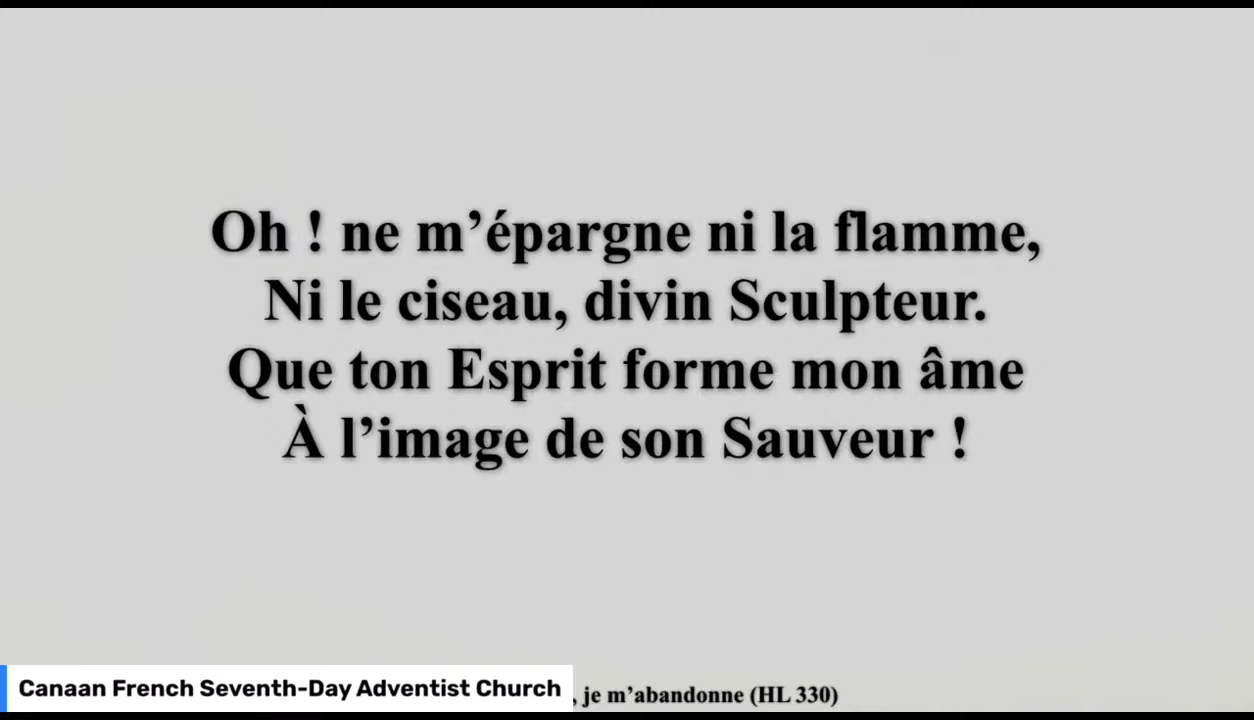 Oh ! ne m’épargne ni la flamme,
Ni le ciseau, divin Sculpteur.
Que ton Esprit forme mon âme
À l’image de son Sauveur !
Canaan French Seventh-Day Adventist Church
, je m’abandonne (HL 330)